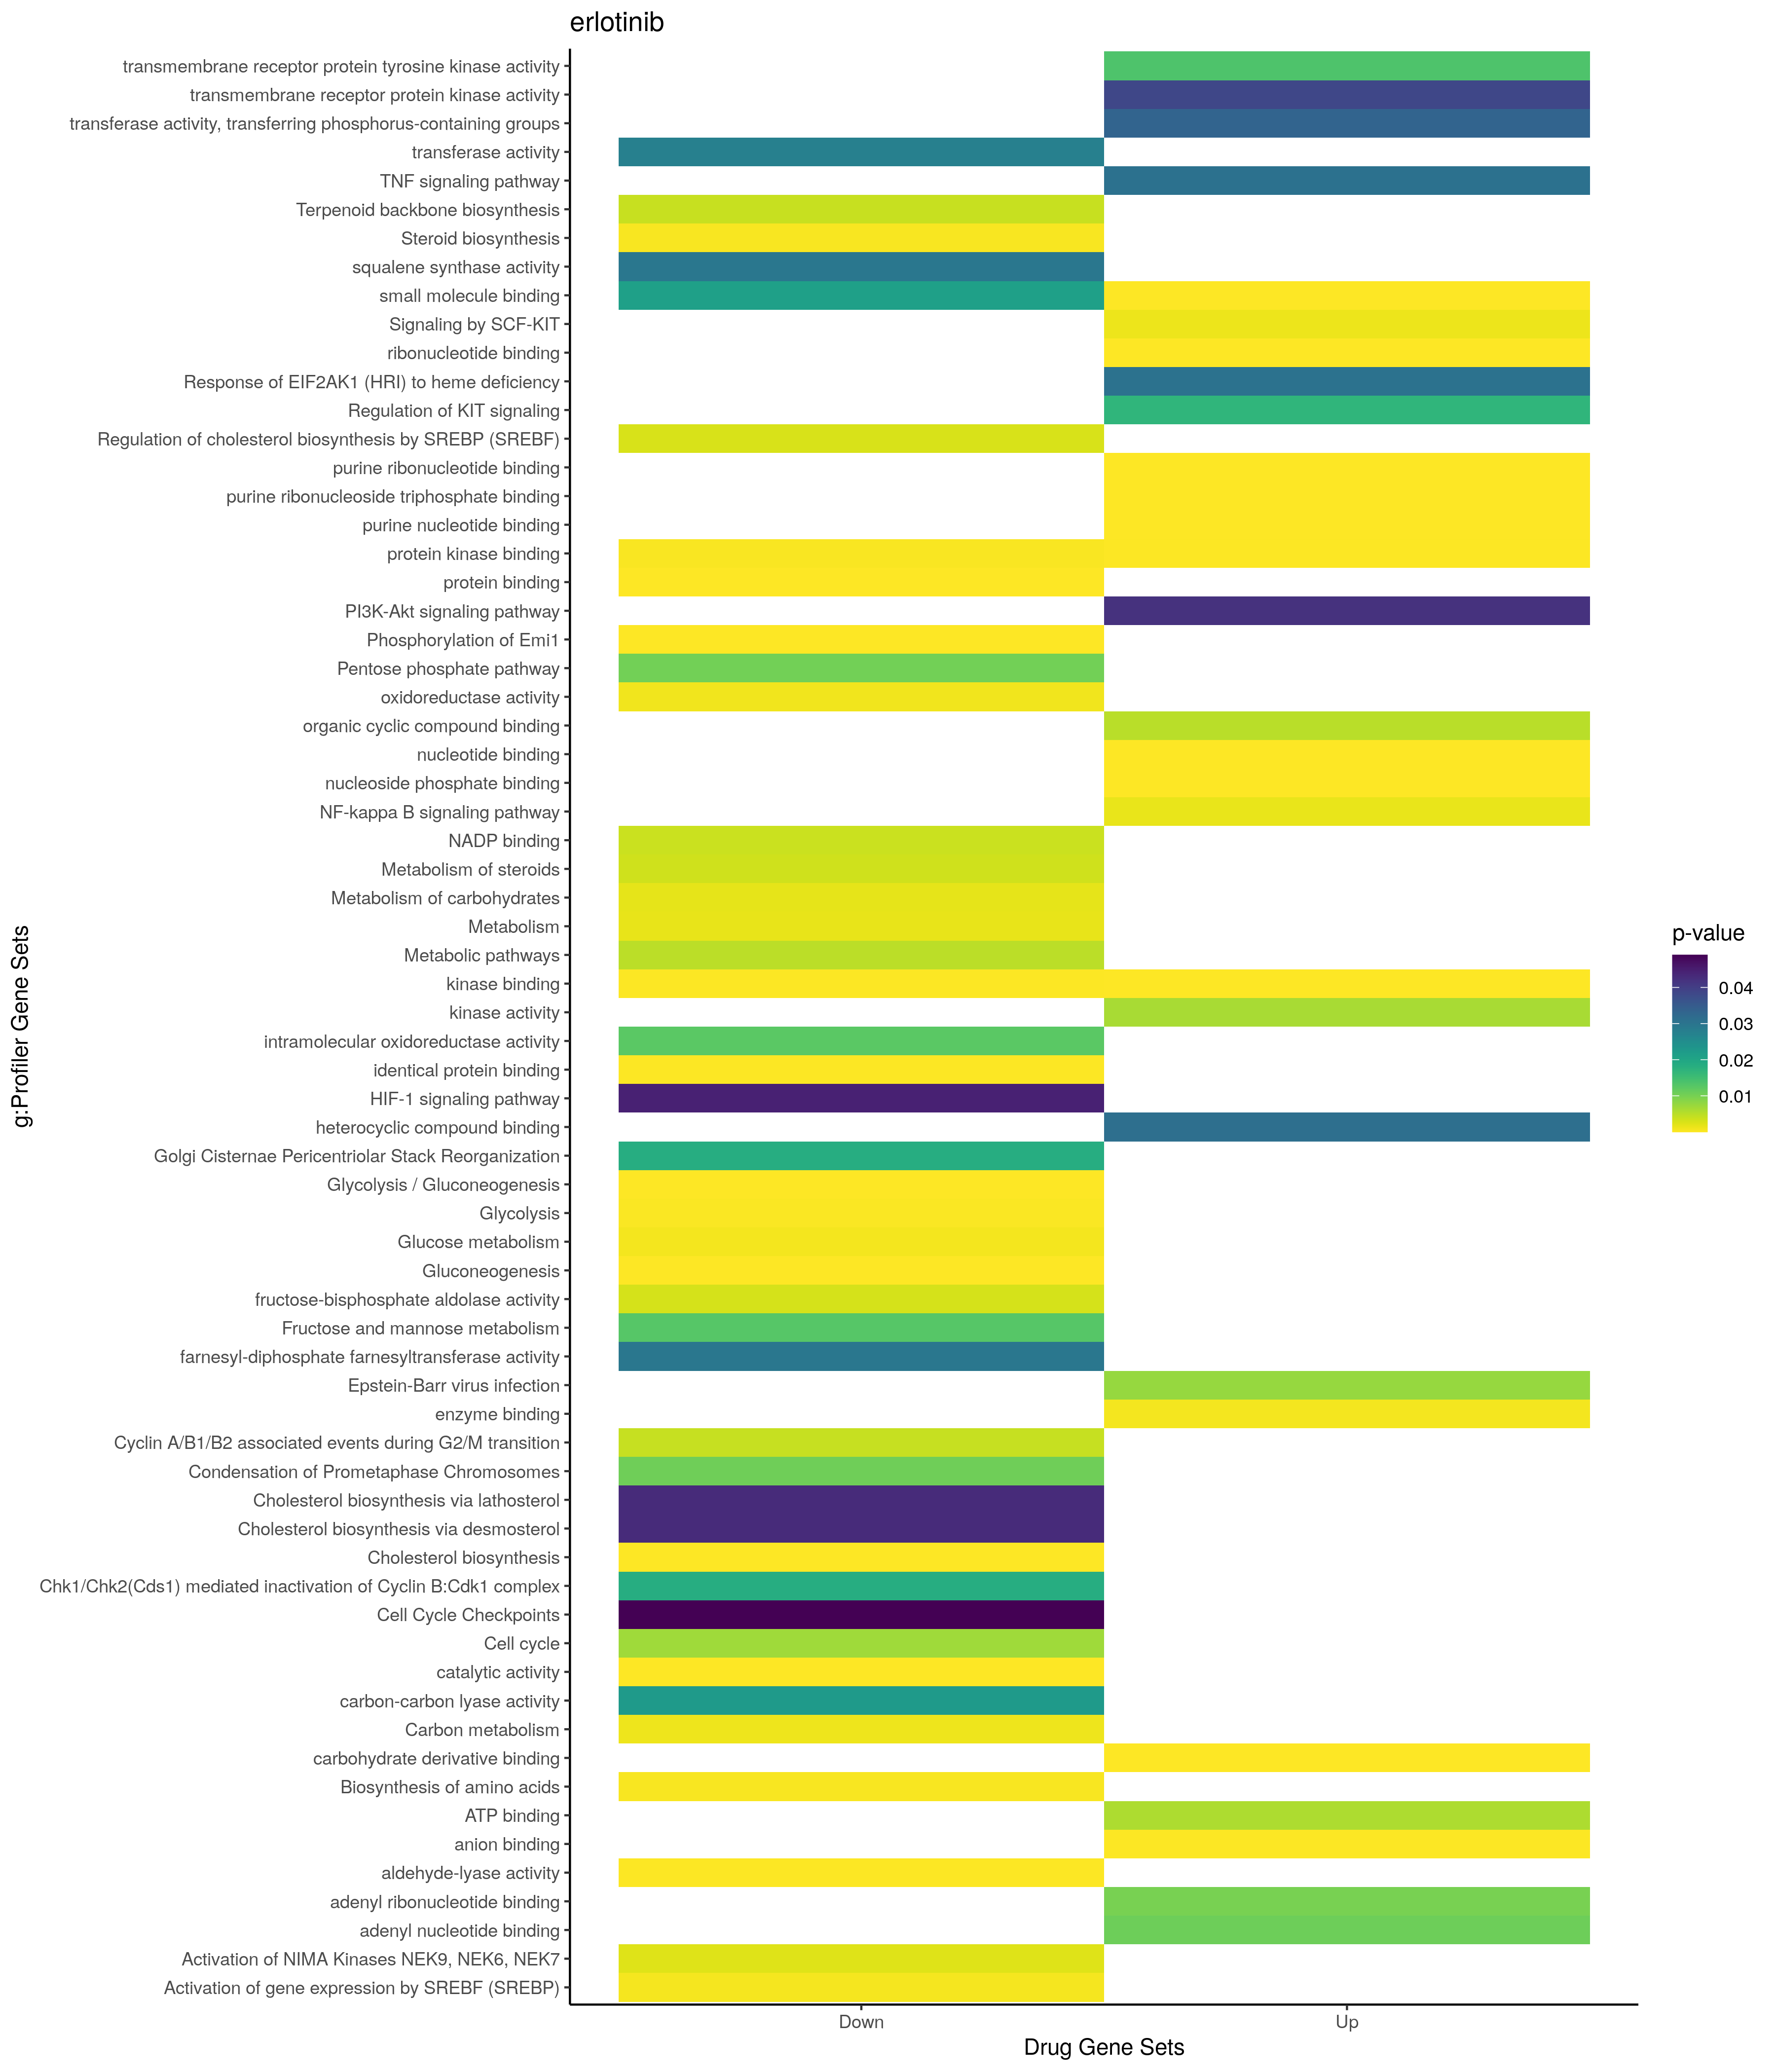 erlotinib
transmembrane receptor protein tyrosine kinase activity
transmembrane receptor protein kinase activity
transferase activity, transferring phosphorus-containing groups
transferase activity
TNF signaling pathway
Terpenoid backbone biosynthesis
Steroid biosynthesis
squalene synthase activity
small molecule binding
Signaling by SCF-KIT
ribonucleotide binding
Response of EIF2AK1 (HRI) to heme deficiency
Regulation of KIT signaling
Regulation of cholesterol biosynthesis by SREBP (SREBF)
purine ribonucleotide binding
purine ribonucleoside triphosphate binding
purine nucleotide binding
protein kinase binding
protein binding
PI3K-Akt signaling pathway
Phosphorylation of Emi1
Pentose phosphate pathway
oxidoreductase activity
organic cyclic compound binding
nucleotide binding
nucleoside phosphate binding
NF-kappa B signaling pathway
NADP binding
Metabolism of steroids
Metabolism of carbohydrates
Metabolism
Metabolic pathways
kinase binding
kinase activity
intramolecular oxidoreductase activity
identical protein binding
HIF-1 signaling pathway
heterocyclic compound binding
Golgi Cisternae Pericentriolar Stack Reorganization
Glycolysis / Gluconeogenesis
Glycolysis
Glucose metabolism
Gluconeogenesis
fructose-bisphosphate aldolase activity
Fructose and mannose metabolism
farnesyl-diphosphate farnesyltransferase activity
Epstein-Barr virus infection
enzyme binding
Cyclin A/B1/B2 associated events during G2/M transition
Condensation of Prometaphase Chromosomes
Cholesterol biosynthesis via lathosterol
Cholesterol biosynthesis via desmosterol
Cholesterol biosynthesis
Chk1/Chk2(Cds1) mediated inactivation of Cyclin B:Cdk1 complex
Cell Cycle Checkpoints
Cell cycle
catalytic activity
carbon-carbon lyase activity
Carbon metabolism
carbohydrate derivative binding
Biosynthesis of amino acids
ATP binding
anion binding
aldehyde-lyase activity
adenyl ribonucleotide binding
adenyl nucleotide binding
Activation of NIMA Kinases NEK9, NEK6, NEK7
Activation of gene expression by SREBF (SREBP)
g:Profiler Gene Sets
Down
Up
Drug Gene Sets
p-value
0.04
0.03
0.02
0.01